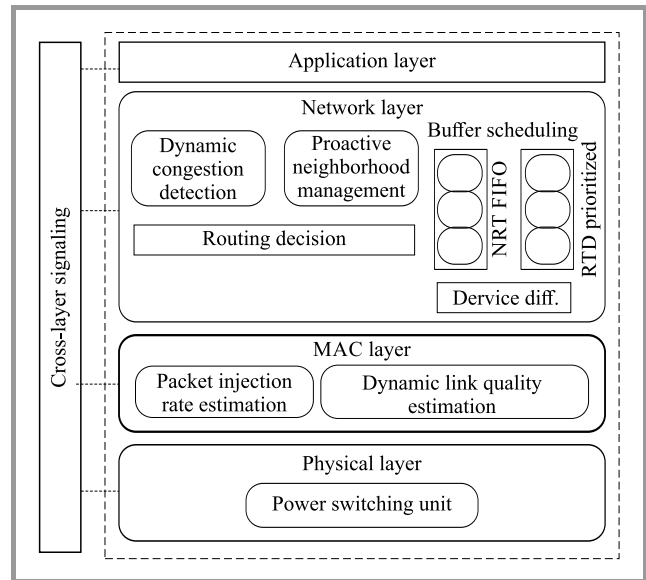 Cross-layer signaling
Application layer
Network layer
Dynamic
congestion
detection
Proactive
neighborhood
management
Buffer scheduling
NRT FIFO
RTD prioritized
Routing decision
Dervice diff.
MAC layer
Packet injection
rate estimation
Dynamic link quality
estimation
Physical layer
Power switching unit